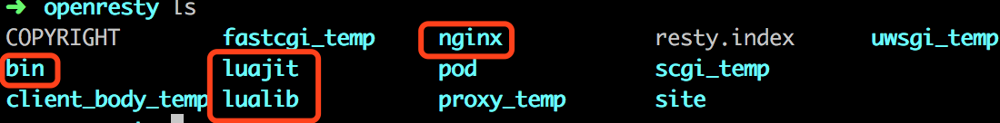 → openresty ls
COPYRIGHT fastcgi_temp nginx resty.index uwsgi_temp
bin luajit pod scgi_temp
client_body_temp lualib proxy_temp site